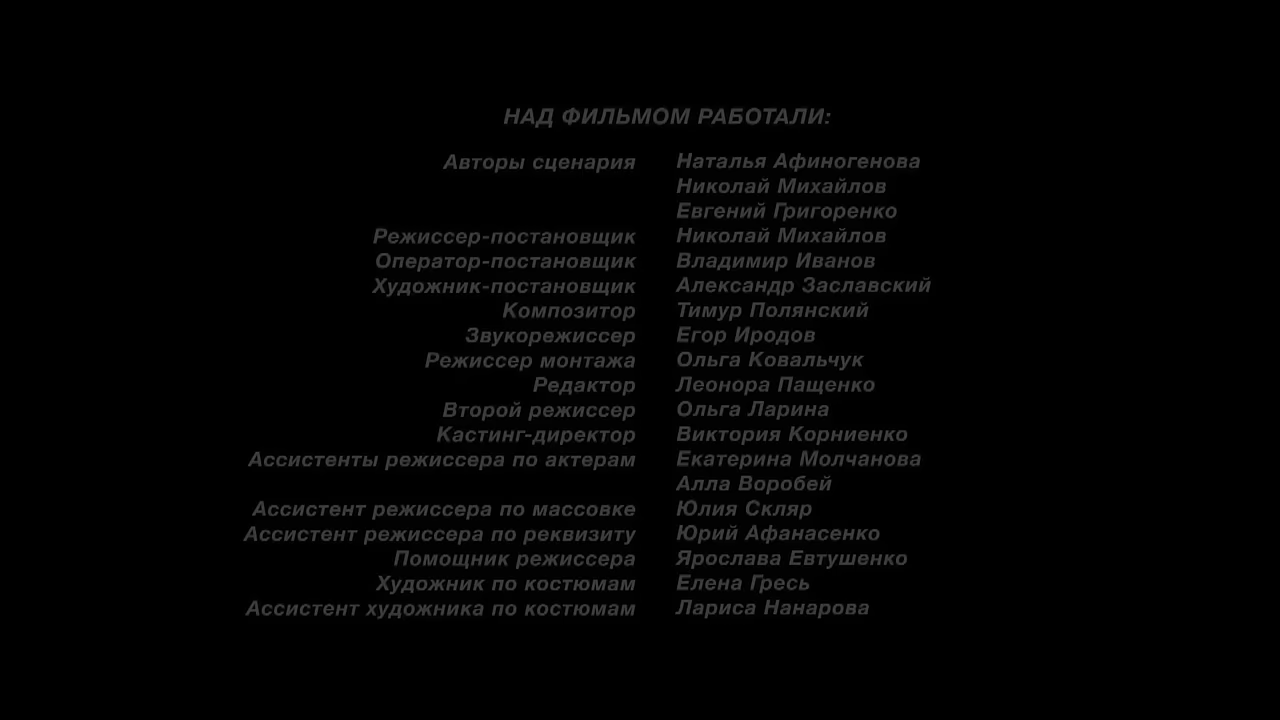 НАД ФИЛЬМОМ РАБОТАЛИ:
Авторы сценария Наталья Афиногенова
Николай Михайлов
Евгений Григоренко
Режиссер-постановщик Николай Михайлов
Оператор-постановщик Владимир Иванов
Художник-постановщик Александр Заславский
Композитор Тимур Полянский
Звукорежиссер Егор Иродов
Режиссер монтажа Ольга Ковальчук
Редактор Леонора Пащенко
Второй режиссер Ольга Ларина
Кастинг-директор Виктория Корниенко
Ассистенты режиссера по актерам Екатерина Молчанова
Алла Воробей
Ассистент режиссера по массовке Юлия Скляр
Ассистент режиссера по реквизиту Юрий Афанасенко
Помощник режиссера Ярослава Евтушенко
Художник по костюмам Елена Гресь
Ассистент художника по костюмам Лариса Нанарова